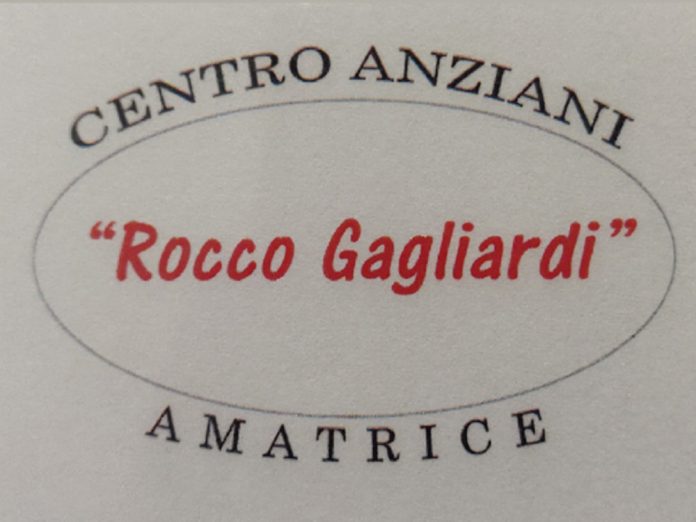 CENTRO ANZIANI
“Rocco Gagliardi”
AMATRICE